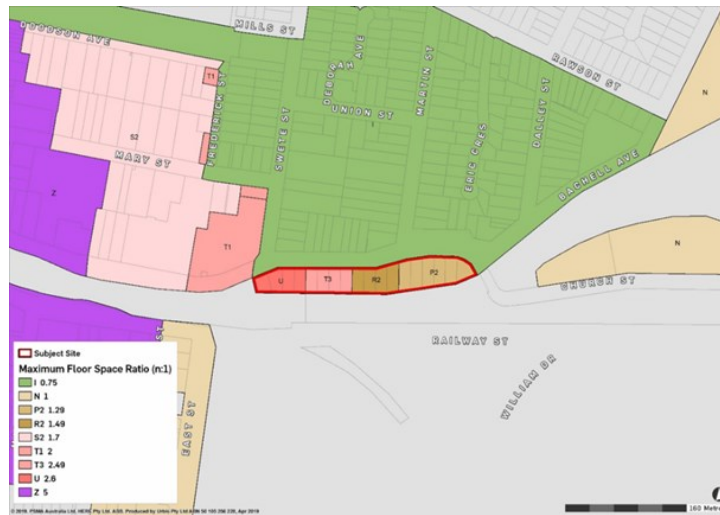 DODSON AVE
MILLS ST
RAWSON ST
N
T1
FREDERICK ST
DEBORAH AVE
UNION ST
MARTIN ST
I
SWETE ST
DALLEY ST
S2
MARY ST
ERIC CRES
BACHELL AVE
Z
T1
N
U
T3
R2
P2
CHURCH ST
RAILWAY ST
WILLIAM DR
EAST ST
Subject Site
Maximum Floor Space Ratio (n:1)
I 0.75
N 1
P2 1.29
R2 1.49
S2 1.7
T1 2
T3 2.49
U 2.6
Z 5